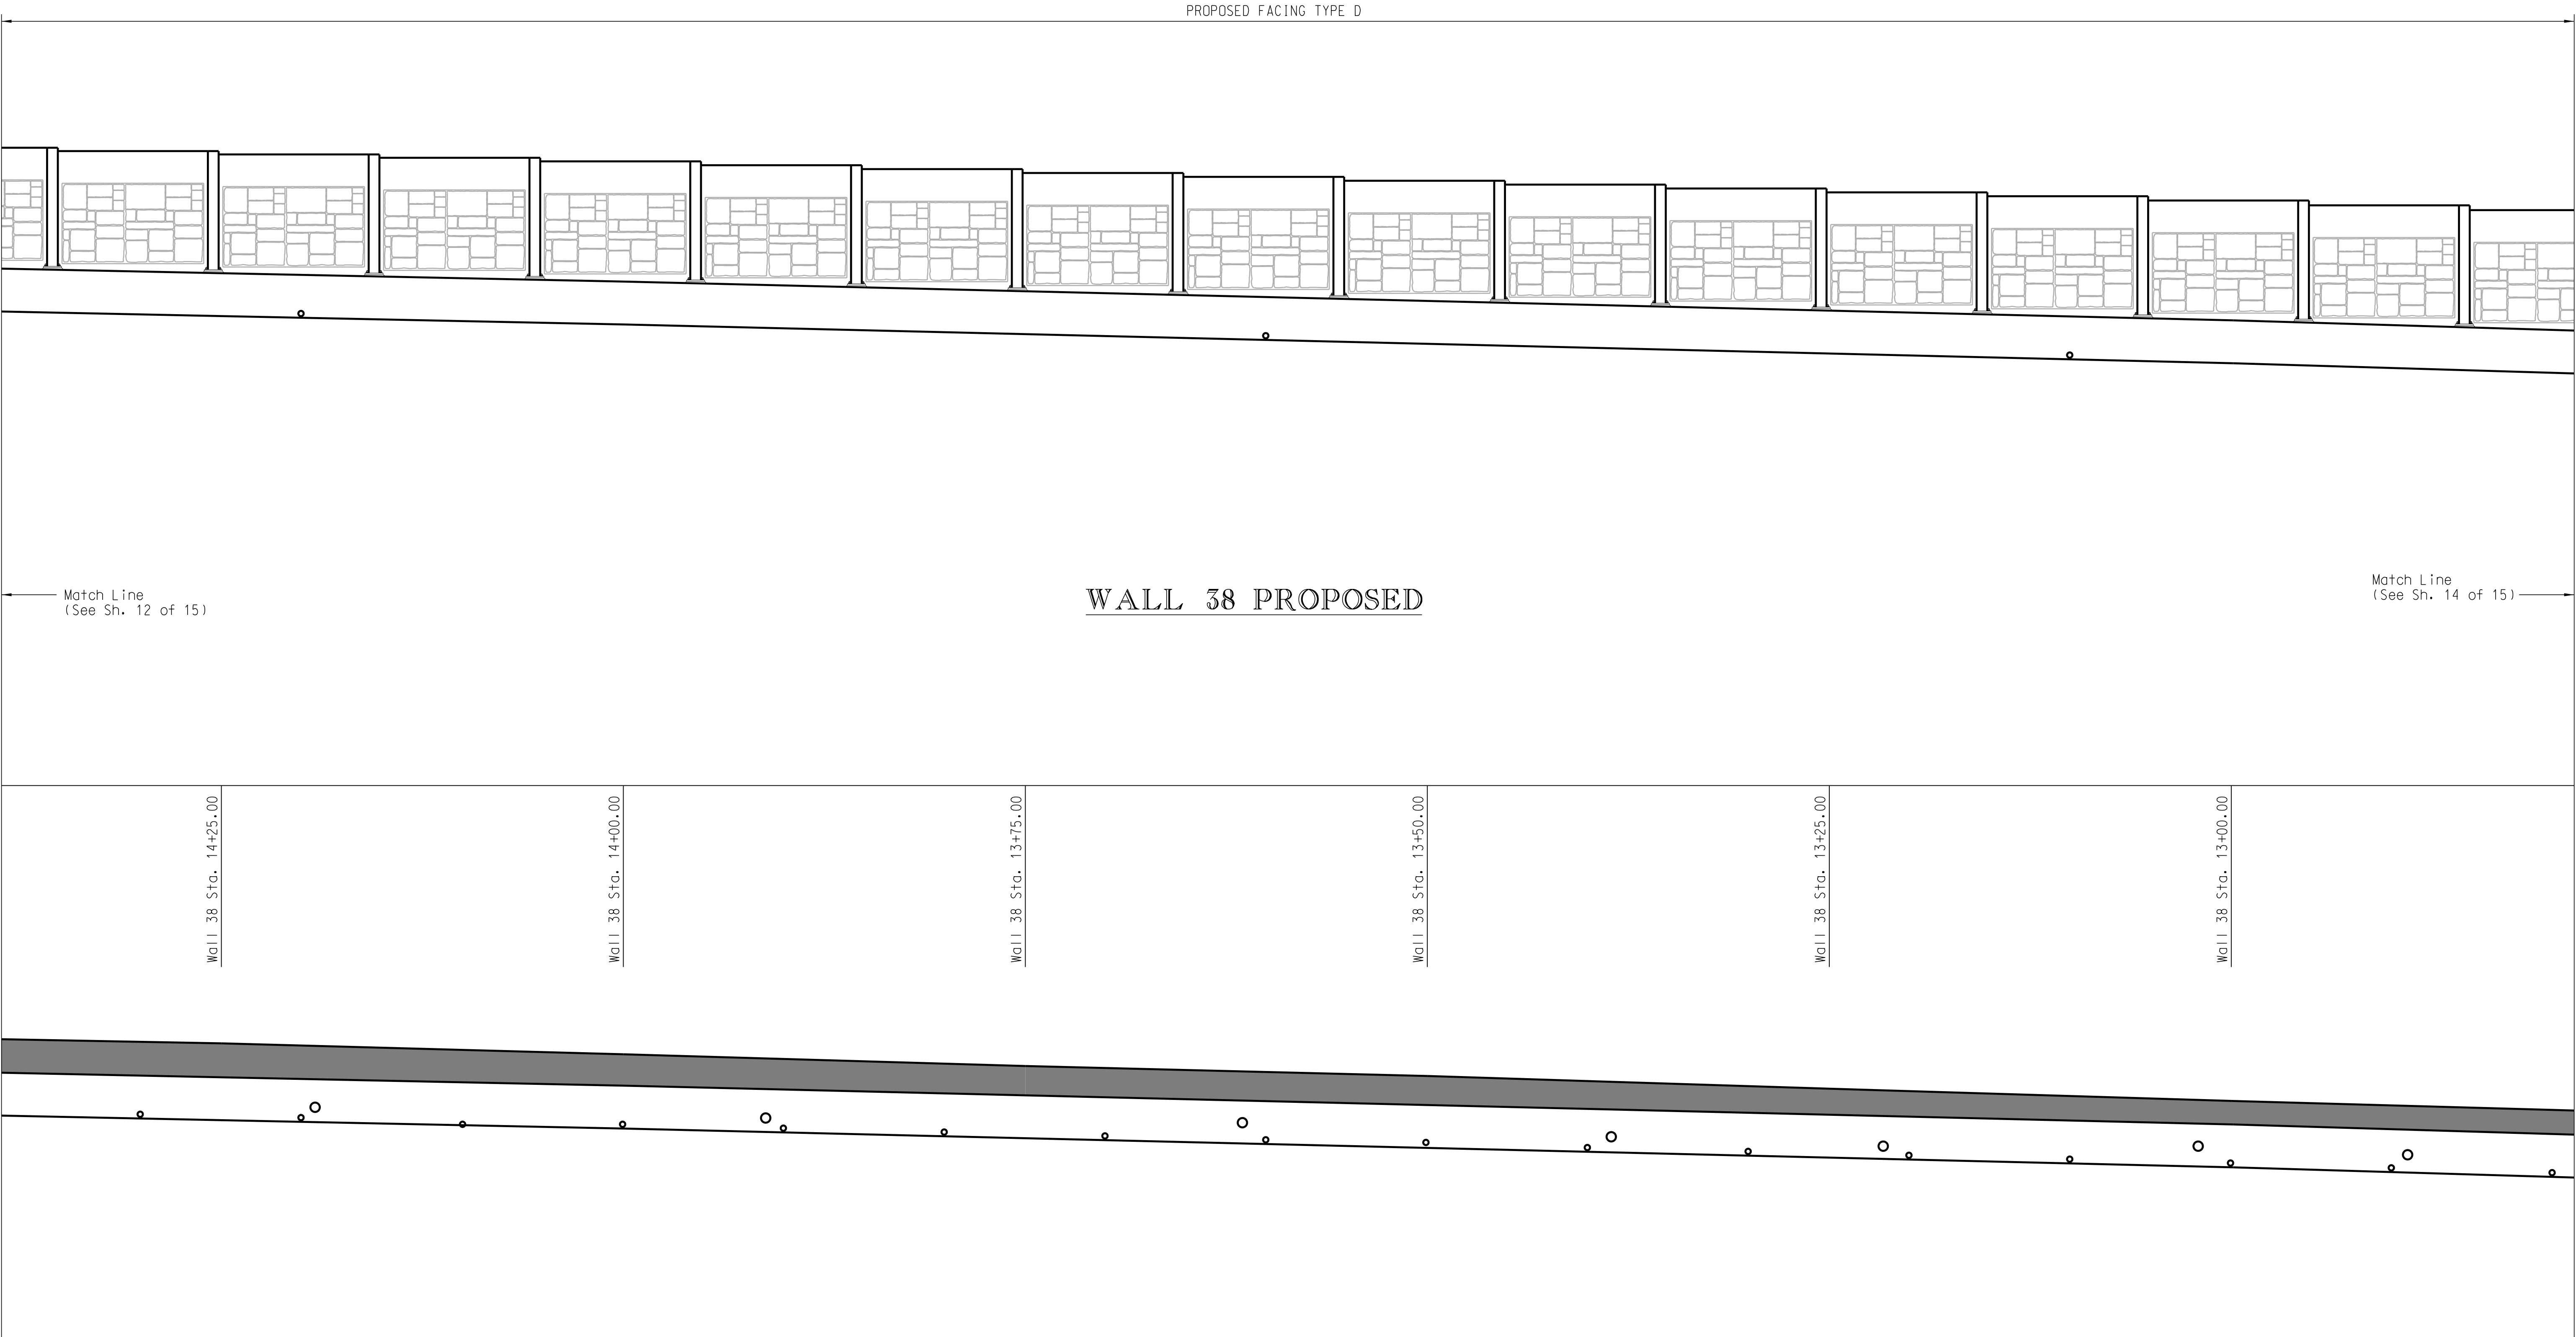 PROPOSED FACING TYPE D
Match Line
(See Sh. 12 of 15)
WALL 38 PROPOSED
Match Line
(See Sh. 14 of 15)
Wall 38 Sta. 14+25.00
Wall 38 Sta. 14+00.00
Wall 38 Sta. 13+75.00
Wall 38 Sta. 13+50.00
Wall 38 Sta. 13+25.00
Wall 38 Sta. 13+00.00